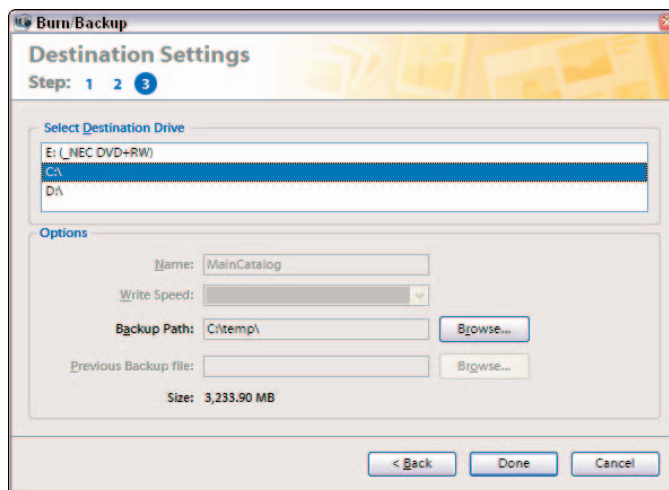 Burn/Backup
Destination Settings
Step: 1 2 3
Select Destination Drive
E: (_NEC DVD+RW)
C:\
D:\
Options
Name: MainCatalog
Write Speed:
Backup Path: C:\temp\ Browse...
Previous Backup file: Browse...
Size: 3,233.90 MB
< Back Done Cancel